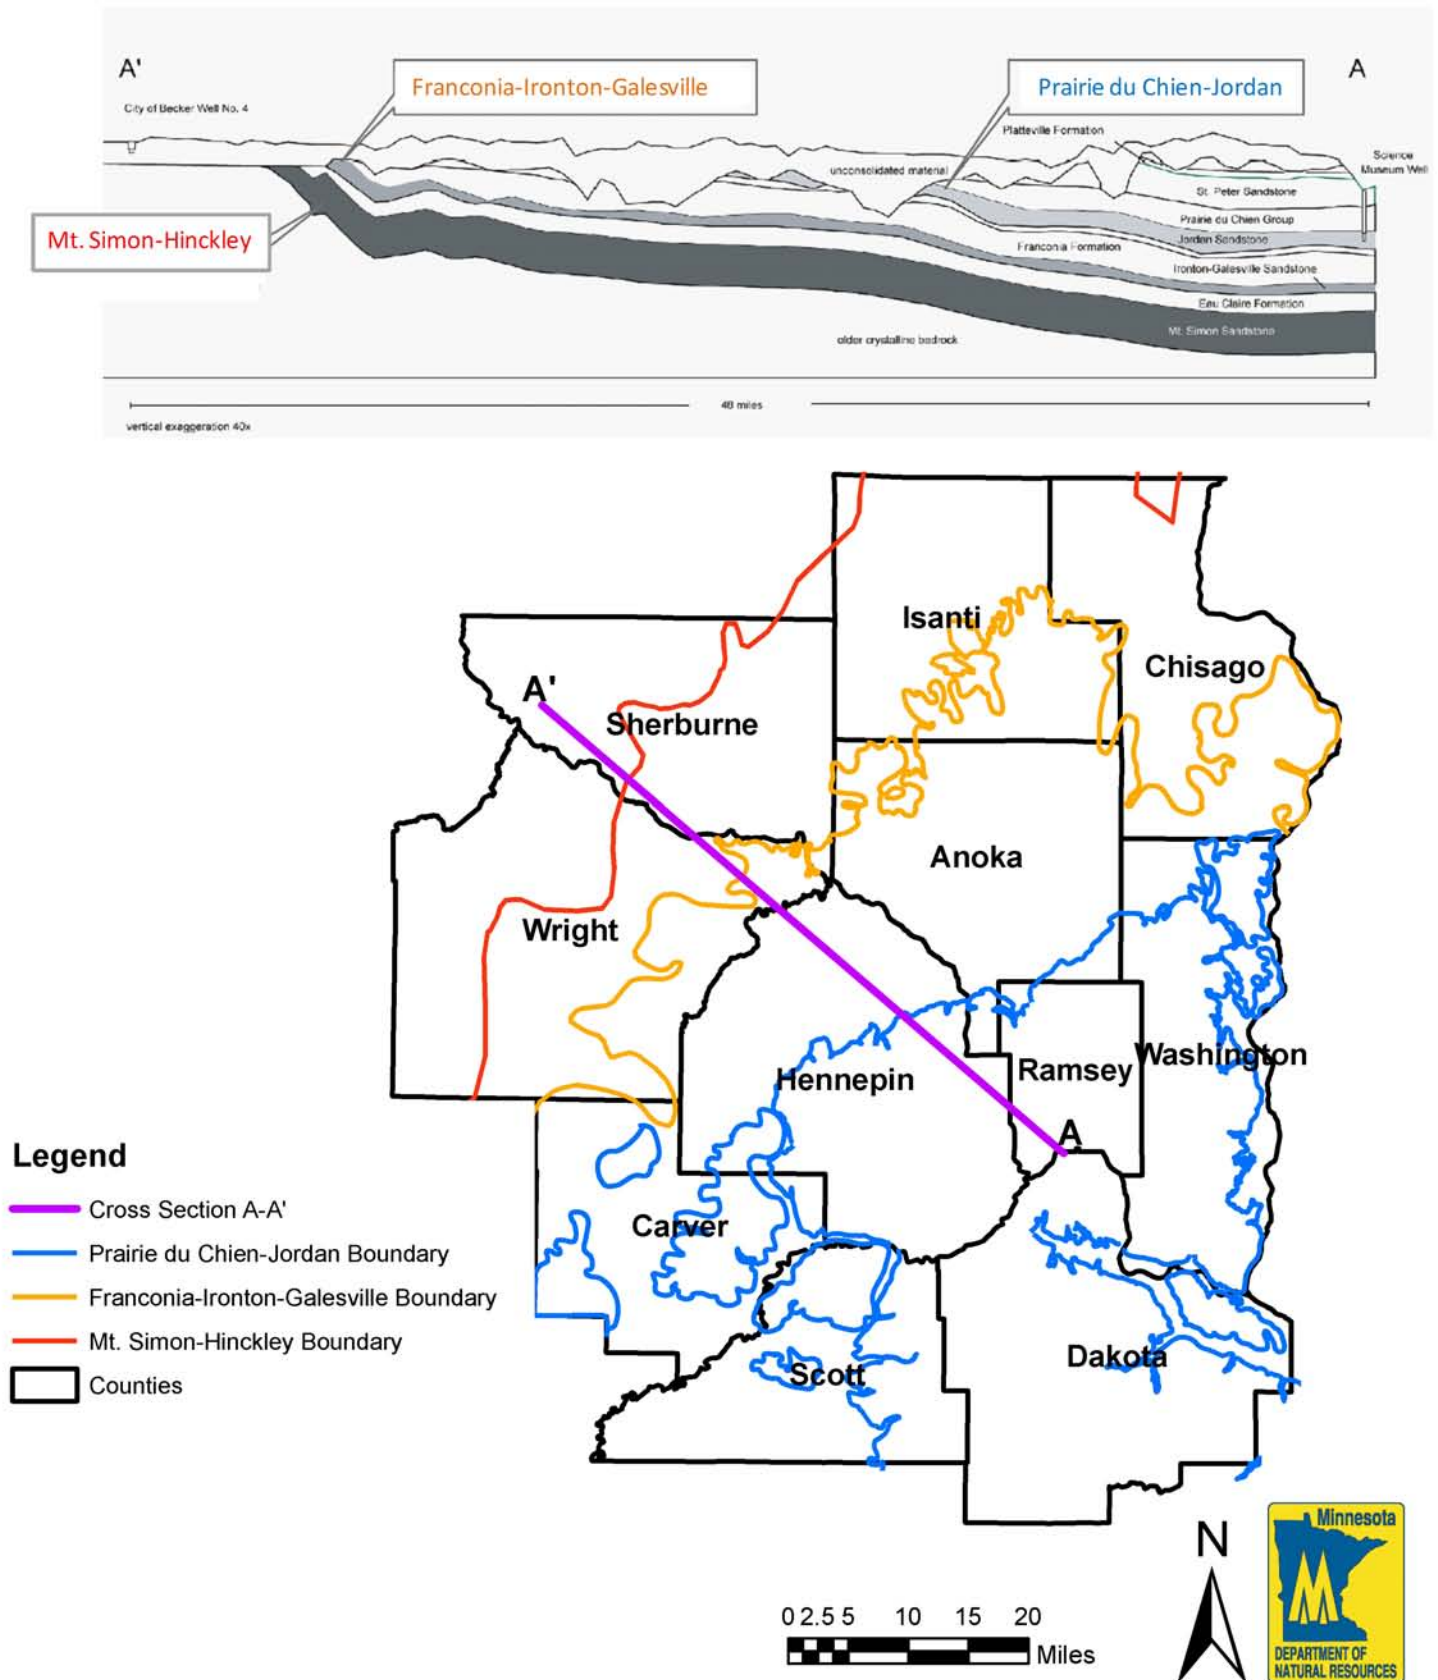 A'
A
Franconia-Ironton-Galesville
Prairie du Chien-Jordan
City of Becker Well No. 4
Platteville Formation
Science
Museum Well
unconsolidated material
St. Peter Sandstone
Prairie du Chien Group
Mt. Simon-Hinckley
Jordan Sandstone
Franconia Formation
Ironton-Galesville Sandstone
Eau Claire Formation
Mt. Simon Sandstone
older crystalline bedrock
48 miles
vertical exaggeration 40x
Isanti
Chisago
A'
Sherburne
Anoka
Wright
Washington
Ramsey
Hennepin
A
Carver
Dakota
Scott
Legend
Cross Section A-A'
Prairie du Chien-Jordan Boundary
Franconia-Ironton-Galesville Boundary
Mt. Simon-Hinckley Boundary
Counties
N
0 2.5 5 10 15 20
Miles
Minnesota
DEPARTMENT OF
NATURAL RESOURCES